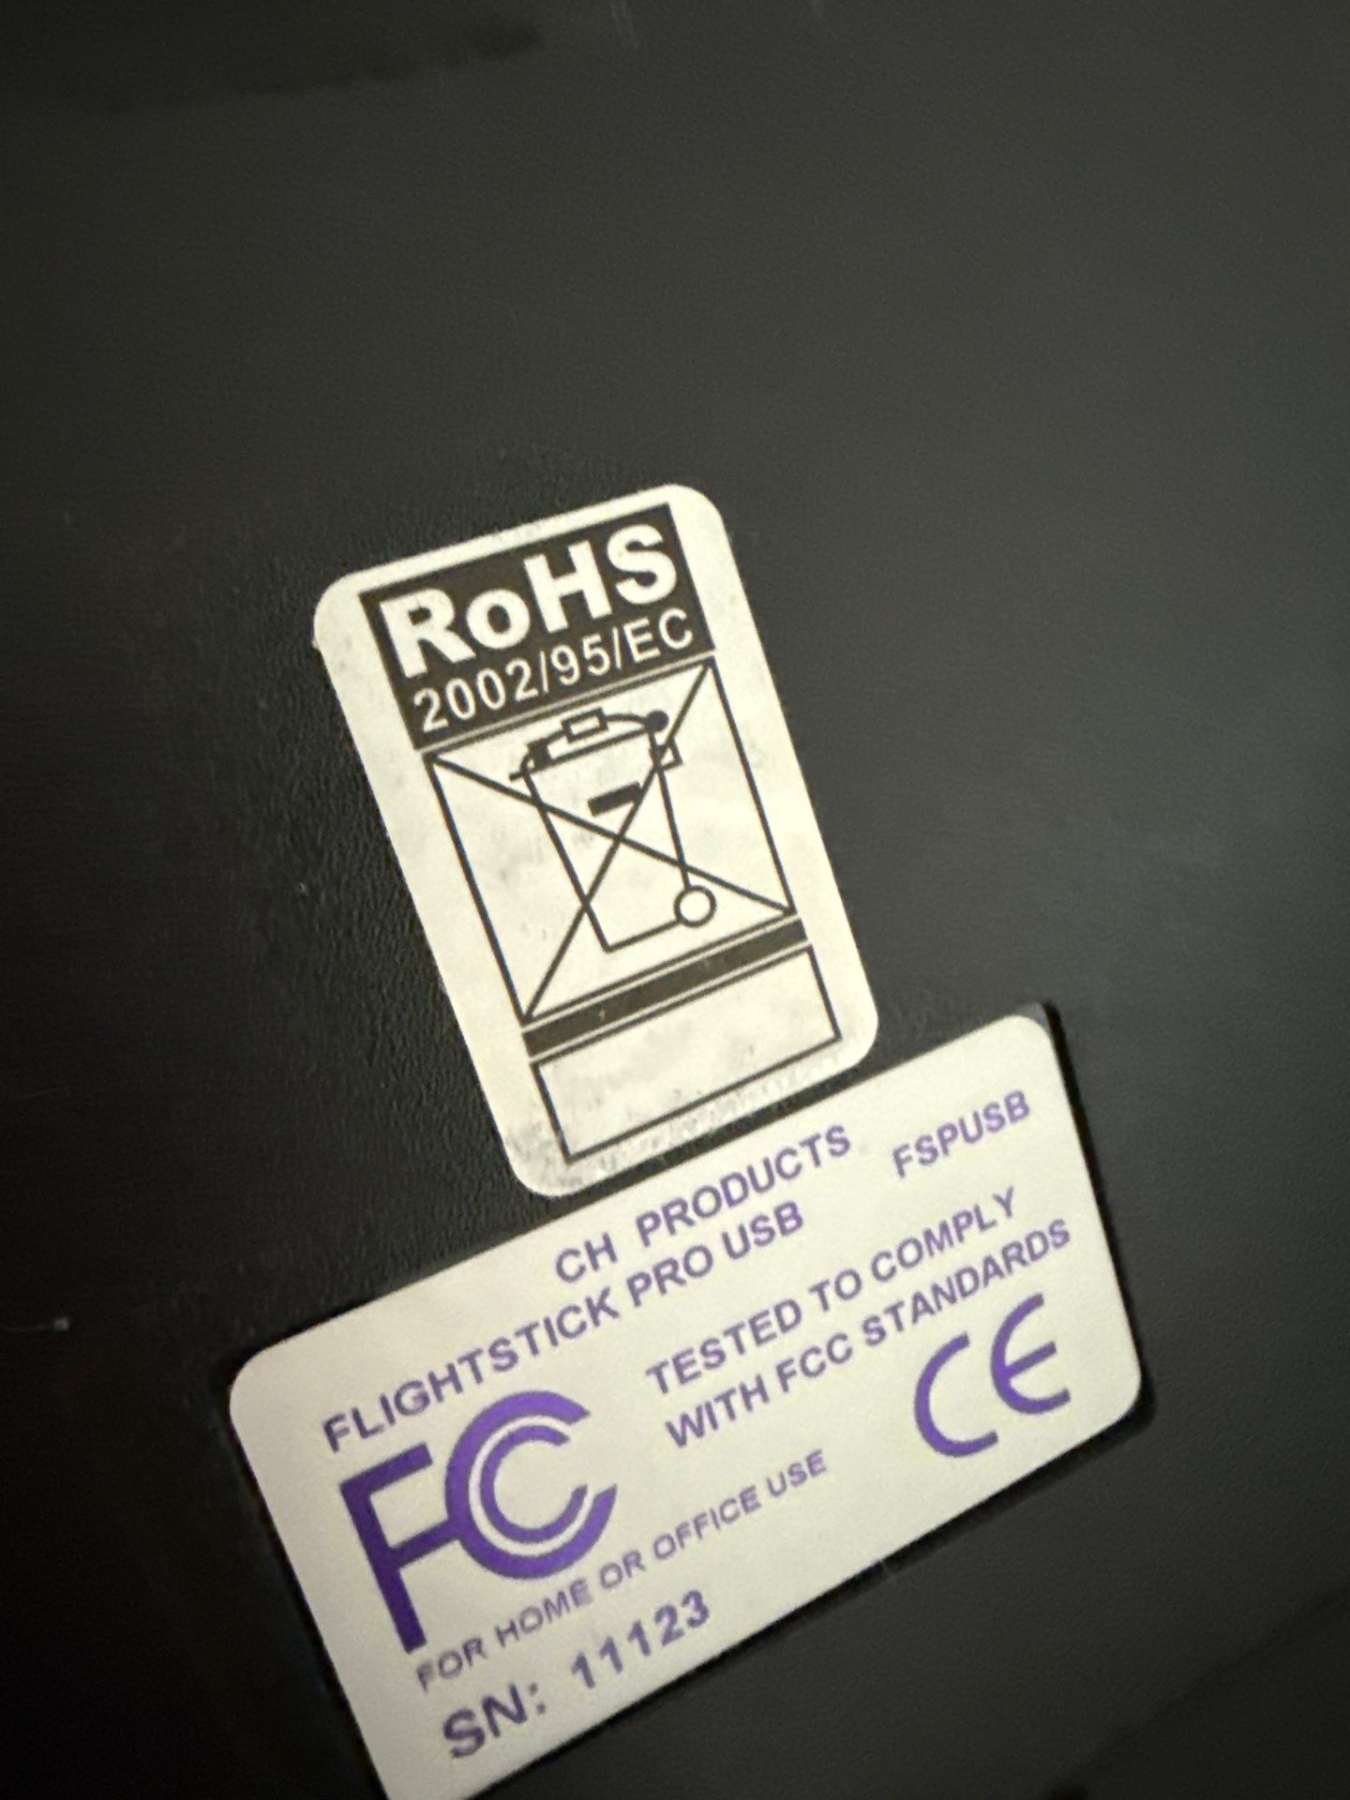 RoHS
2002/95/EC
CH PRODUCTS
FLIGHTSTICK PRO USB
FSPUSB
FC
TESTED TO COMPLY
WITH FCC STANDARDS
CE
FOR HOME OR OFFICE USE
SN: 11123